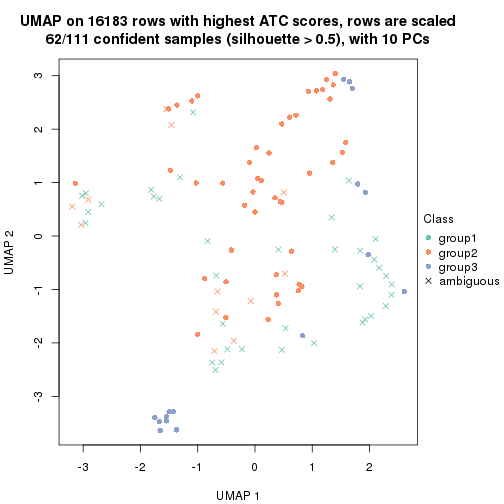 UMAP on 16183 rows with highest ATC scores, rows are scaled
62/111 confident samples (silhouette > 0.5), with 10 PCs
3
2
1
0
-1
-2
-3
UMAP 2
-3
-2
-1
0
1
2
UMAP 1
Class
group1
group2
group3
ambiguous